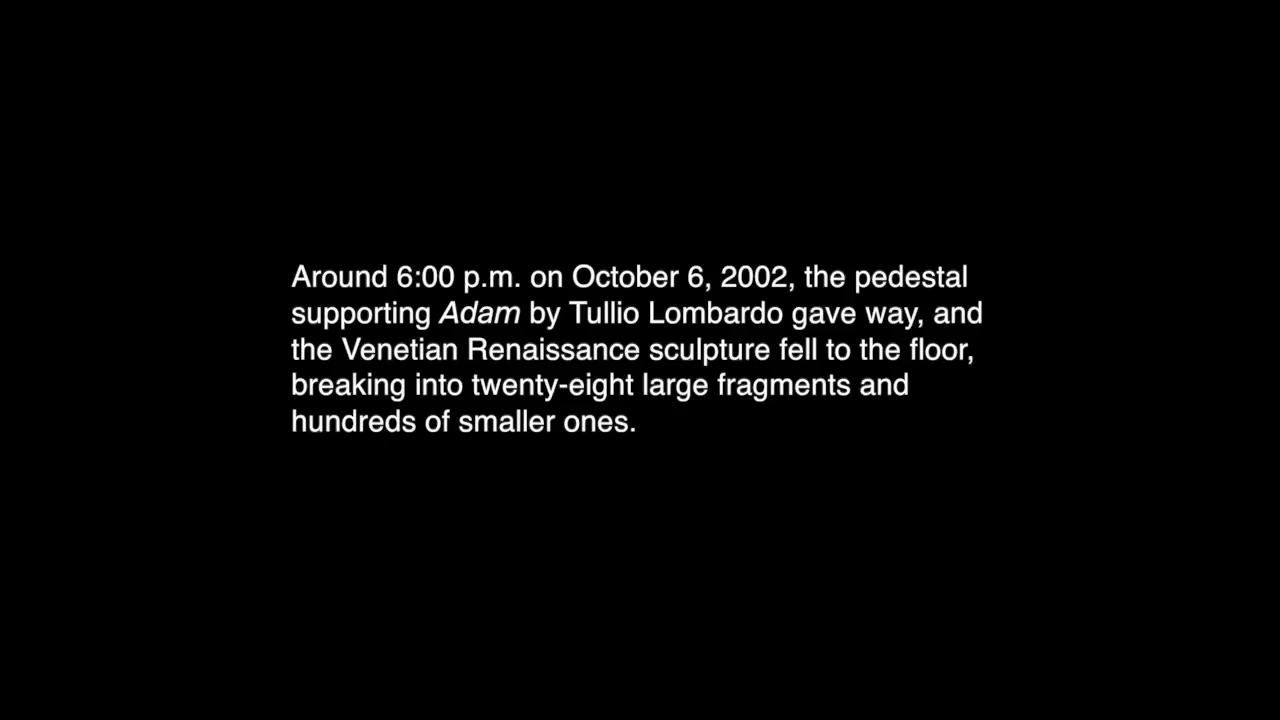 Around 6:00 p.m. on October 6, 2002, the pedestal
supporting Adam by Tullio Lombardo gave way, and
the Venetian Renaissance sculpture fell to the floor,
breaking into twenty-eight large fragments and
hundreds of smaller ones.